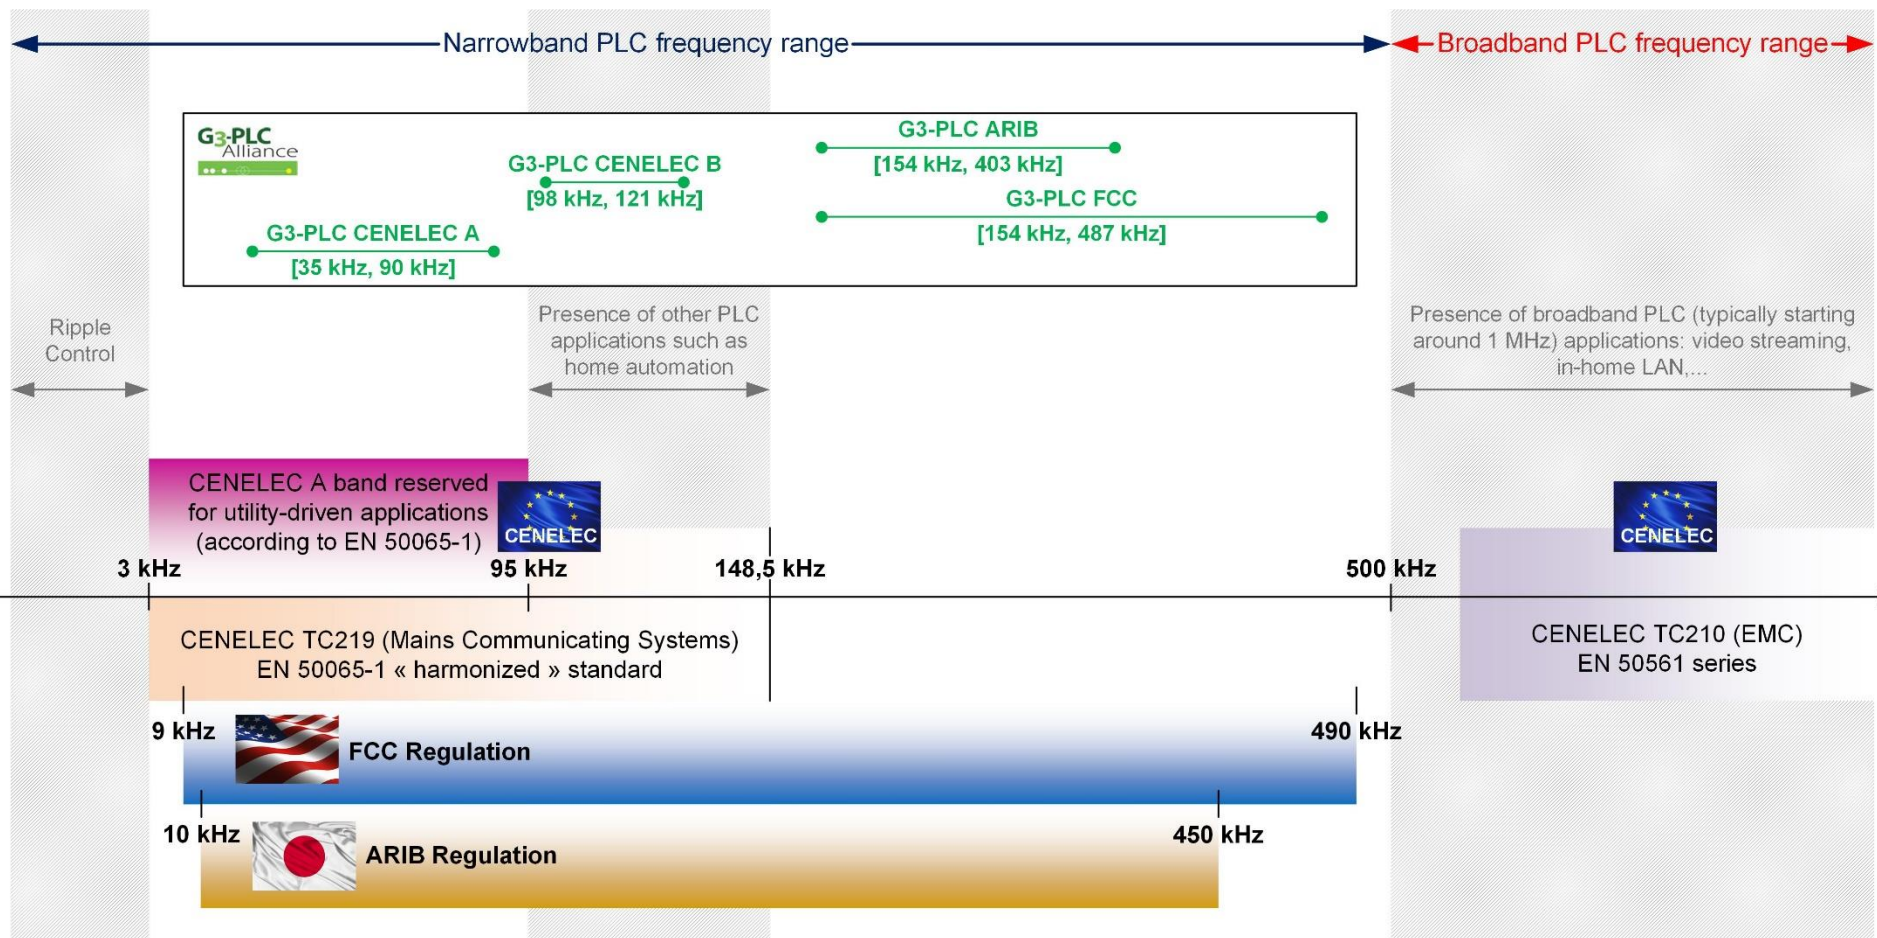 Narrowband PLC frequency range
Broadband PLC frequency range
G3-PLC
Alliance
G3-PLC ARIB
[154 kHz, 403 kHz]
G3-PLC CENELEC B
[98 kHz, 121 kHz]
G3-PLC FCC
[154 kHz, 487 kHz]
G3-PLC CENELEC A
[35 kHz, 90 kHz]
Ripple
Control
Presence of other PLC
applications such as
home automation
Presence of broadband PLC (typically starting
around 1 MHz) applications: video streaming,
in-home LAN,...
CENELEC A band reserved
for utility-driven applications
(according to EN 50065-1)
CENELEC
CENELEC
3 kHz
95 kHz
148,5 kHz
500 kHz
CENELEC TC219 (Mains Communicating Systems)
EN 50065-1 « harmonized » standard
CENELEC TC210 (EMC)
EN 50561 series
9 kHz
FCC Regulation
490 kHz
10 kHz
ARIB Regulation
450 kHz